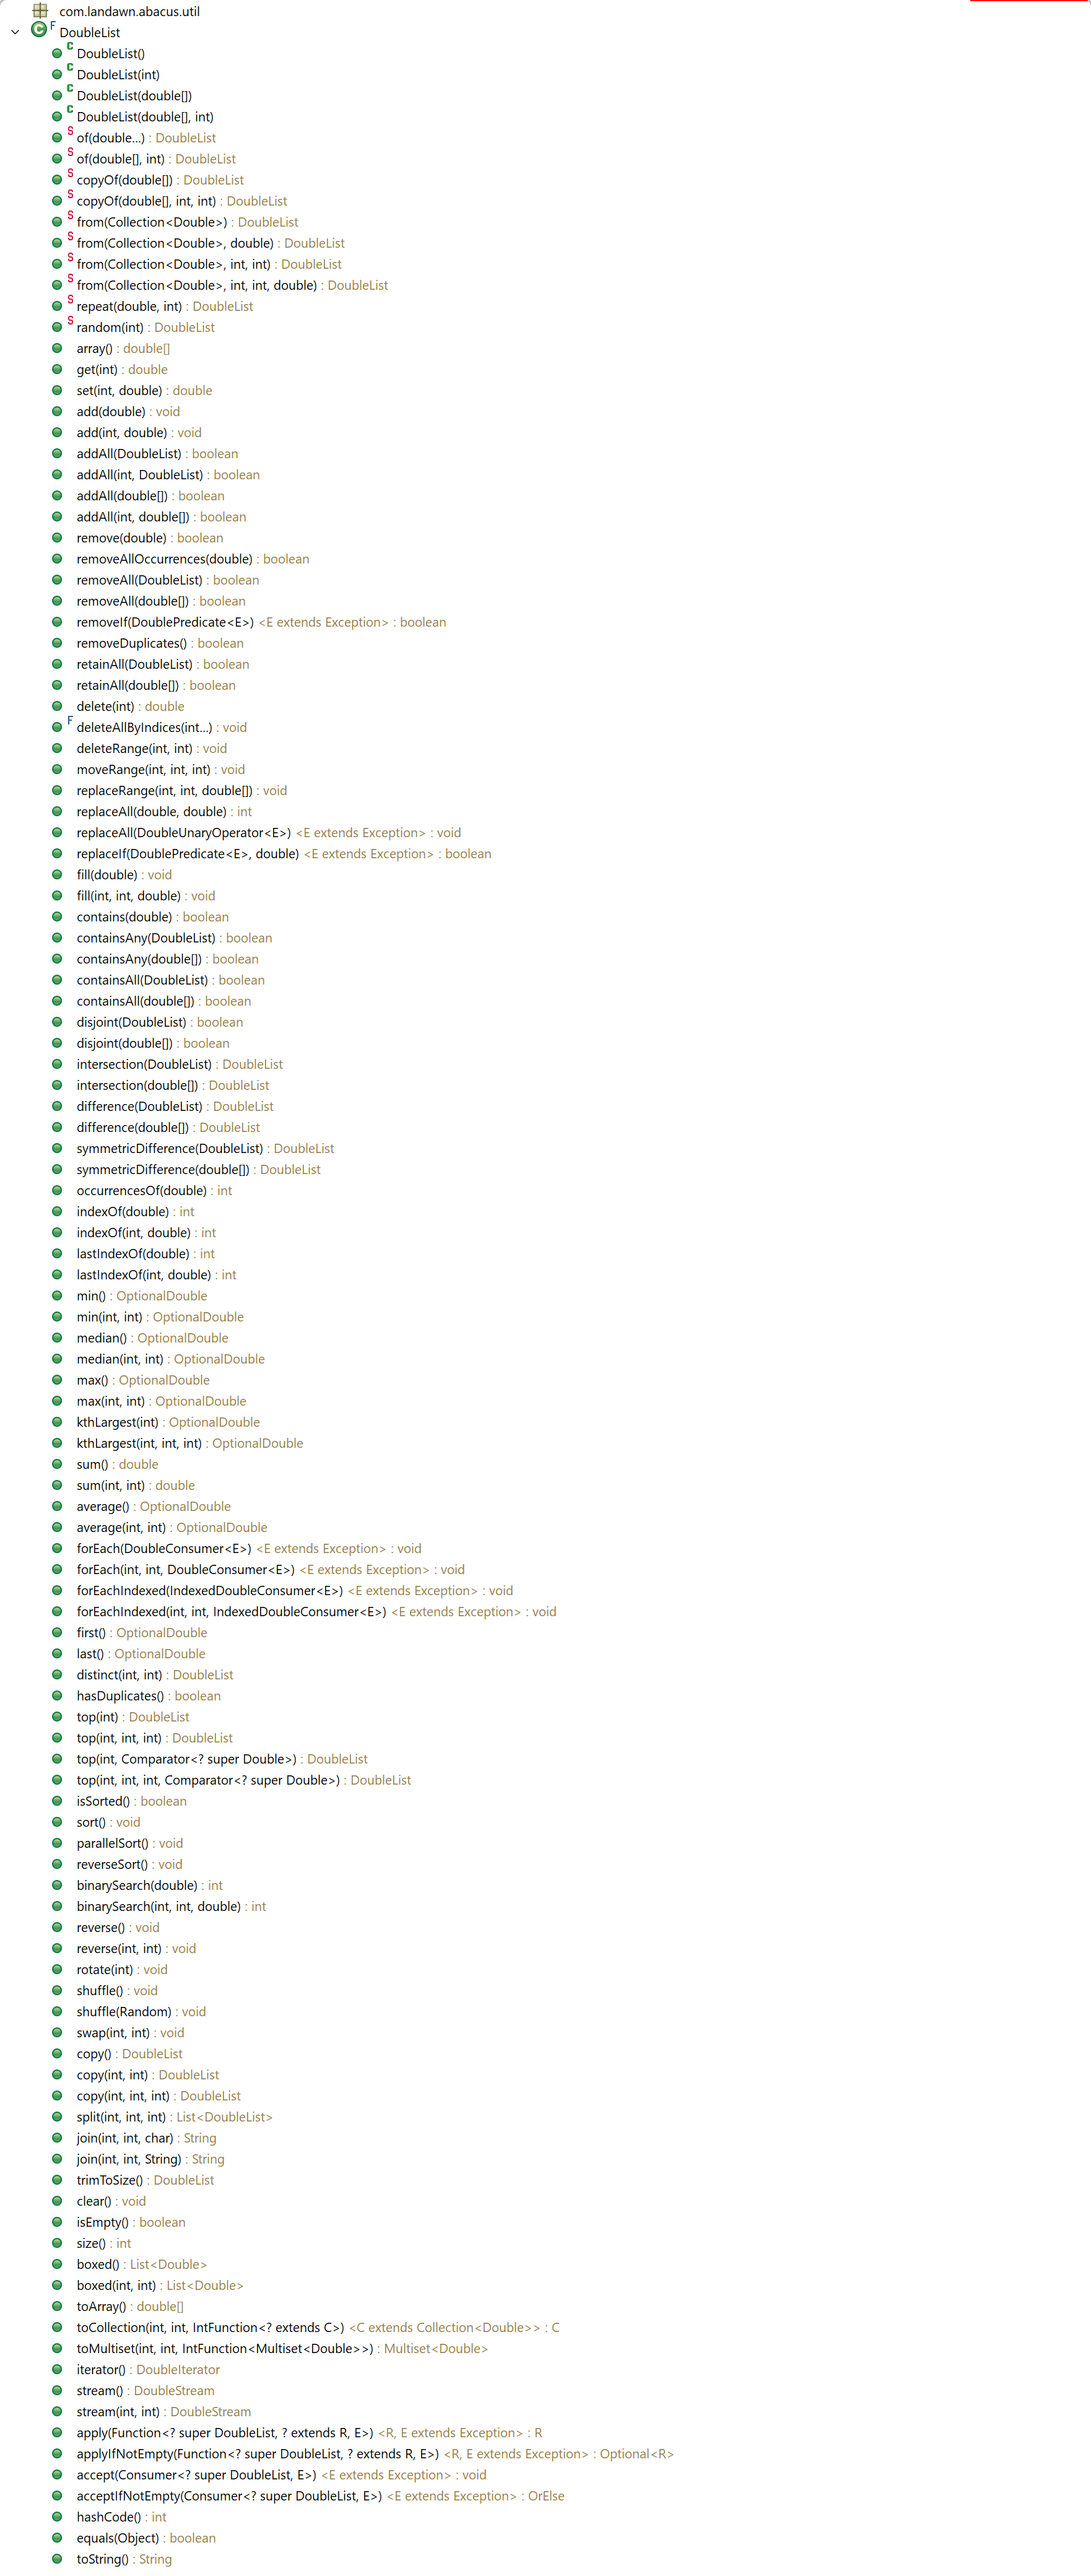 com.landawn.abacus.util
DoubleList
DoubleList()
DoubleList(int)
DoubleList(double[])
DoubleList(double[], int)
of(double...) : DoubleList
of(double[], int) : DoubleList
copyOf(double[]) : DoubleList
copyOf(double[], int, int) : DoubleList
from(Collection<Double>) : DoubleList
from(Collection<Double>, double) : DoubleList
from(Collection<Double>, int, int) : DoubleList
from(Collection<Double>, int, int, double) : DoubleList
repeat(double, int) : DoubleList
random(int) : DoubleList
array() : double[]
get(int) : double
set(int, double) : double
add(double) : void
add(int, double) : void
addAll(DoubleList) : boolean
addAll(int, DoubleList) : boolean
addAll(double[]) : boolean
addAll(int, double[]) : boolean
remove(double) : boolean
removeAllOccurrences(double) : boolean
removeAll(DoubleList) : boolean
removeAll(double[]) : boolean
removeIf(DoublePredicate<E>) <E extends Exception> : boolean
removeDuplicates() : boolean
retainAll(DoubleList) : boolean
retainAll(double[]) : boolean
delete(int) : double
deleteAllByIndices(int...) : void
deleteRange(int, int) : void
moveRange(int, int, int) : void
replaceRange(int, int, double[]) : void
replaceAll(double, double) : int
replaceAll(DoubleUnaryOperator<E>) <E extends Exception> : void
replaceIf(DoublePredicate<E>, double) <E extends Exception> : boolean
fill(double) : void
fill(int, int, double) : void
contains(double) : boolean
containsAny(DoubleList) : boolean
containsAny(double[]) : boolean
containsAll(DoubleList) : boolean
containsAll(double[]) : boolean
disjoint(DoubleList) : boolean
disjoint(double[]) : boolean
intersection(DoubleList) : DoubleList
intersection(double[]) : DoubleList
difference(DoubleList) : DoubleList
difference(double[]) : DoubleList
symmetricDifference(DoubleList) : DoubleList
symmetricDifference(double[]) : DoubleList
occurrencesOf(double) : int
indexOf(double) : int
indexOf(int, double) : int
lastIndexOf(double) : int
lastIndexOf(int, double) : int
min() : OptionalDouble
min(int, int) : OptionalDouble
median() : OptionalDouble
median(int, int) : OptionalDouble
max() : OptionalDouble
max(int, int) : OptionalDouble
kthLargest(int) : OptionalDouble
kthLargest(int, int, int) : OptionalDouble
sum() : double
sum(int, int) : double
average() : OptionalDouble
average(int, int) : OptionalDouble
forEach(DoubleConsumer<E>) <E extends Exception> : void
forEach(int, int, DoubleConsumer<E>) <E extends Exception> : void
forEachIndexed(IndexedDoubleConsumer<E>) <E extends Exception> : void
forEachIndexed(int, int, IndexedDoubleConsumer<E>) <E extends Exception> : void
first() : OptionalDouble
last() : OptionalDouble
distinct(int, int) : DoubleList
hasDuplicates() : boolean
top(int) : DoubleList
top(int, int, int) : DoubleList
top(int, Comparator<? super Double>) : DoubleList
top(int, int, int, Comparator<? super Double>) : DoubleList
isSorted() : boolean
sort() : void
parallelSort() : void
reverseSort() : void
binarySearch(double) : int
binarySearch(int, int, double) : int
reverse() : void
reverse(int, int) : void
rotate(int) : void
shuffle() : void
shuffle(Random) : void
swap(int, int) : void
copy() : DoubleList
copy(int, int) : DoubleList
copy(int, int, int) : DoubleList
split(int, int, int) : List<DoubleList>
join(int, int, char) : String
join(int, int, String) : String
trimToSize() : DoubleList
clear() : void
isEmpty() : boolean
size() : int
boxed() : List<Double>
boxed(int, int) : List<Double>
toArray() : double[]
toCollection(int, int, IntFunction<? extends C>) <C extends Collection<Double>> : C
toMultiset(int, int, IntFunction<Multiset<Double>>) : Multiset<Double>
iterator() : DoubleIterator
stream() : DoubleStream
stream(int, int) : DoubleStream
apply(Function<? super DoubleList, ? extends R, E>) <R, E extends Exception> : R
applyIfNotEmpty(Function<? super DoubleList, ? extends R, E>) <R, E extends Exception> : Optional<R>
accept(Consumer<? super DoubleList, E>) <E extends Exception> : void
acceptIfNotEmpty(Consumer<? super DoubleList, E>) <E extends Exception> : OrElse
hashCode() : int
equals(Object) : boolean
toString() : String